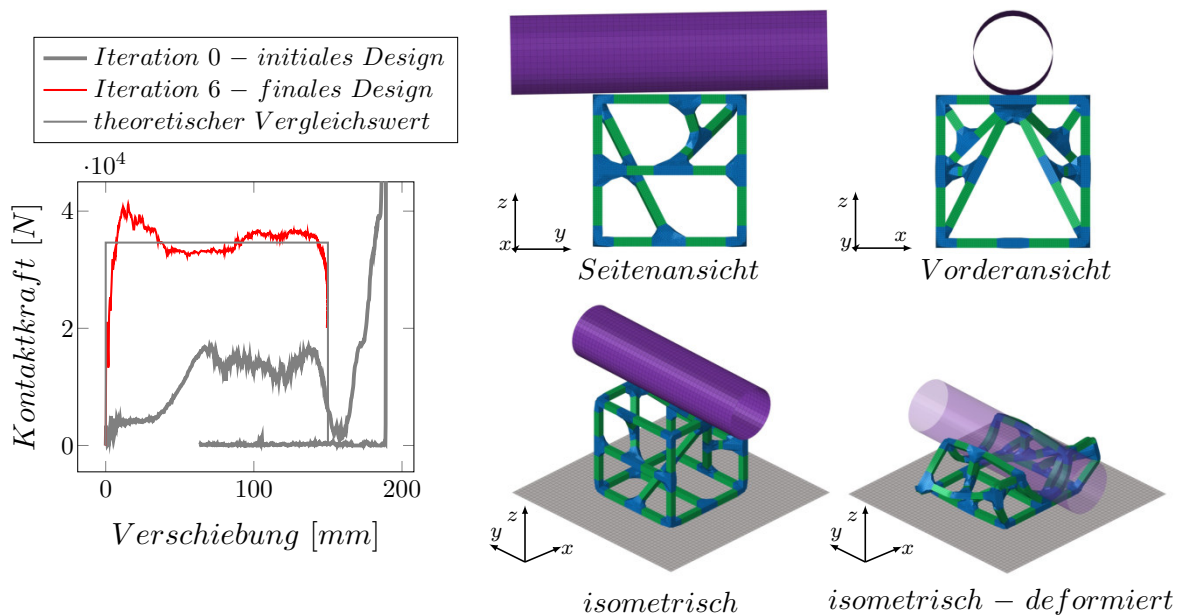 Iteration 0 − initiales Design
Iteration 6 − finales Design
theoretischer Vergleichswert
·10⁴
4
2
0
Kontaktkraft [N]
0
100
200
Verschiebung [mm]
z
x
y
Seitenansicht
z
y
x
Vorderansicht
z
y
x
isometrisch
z
y
x
isometrisch − deformiert